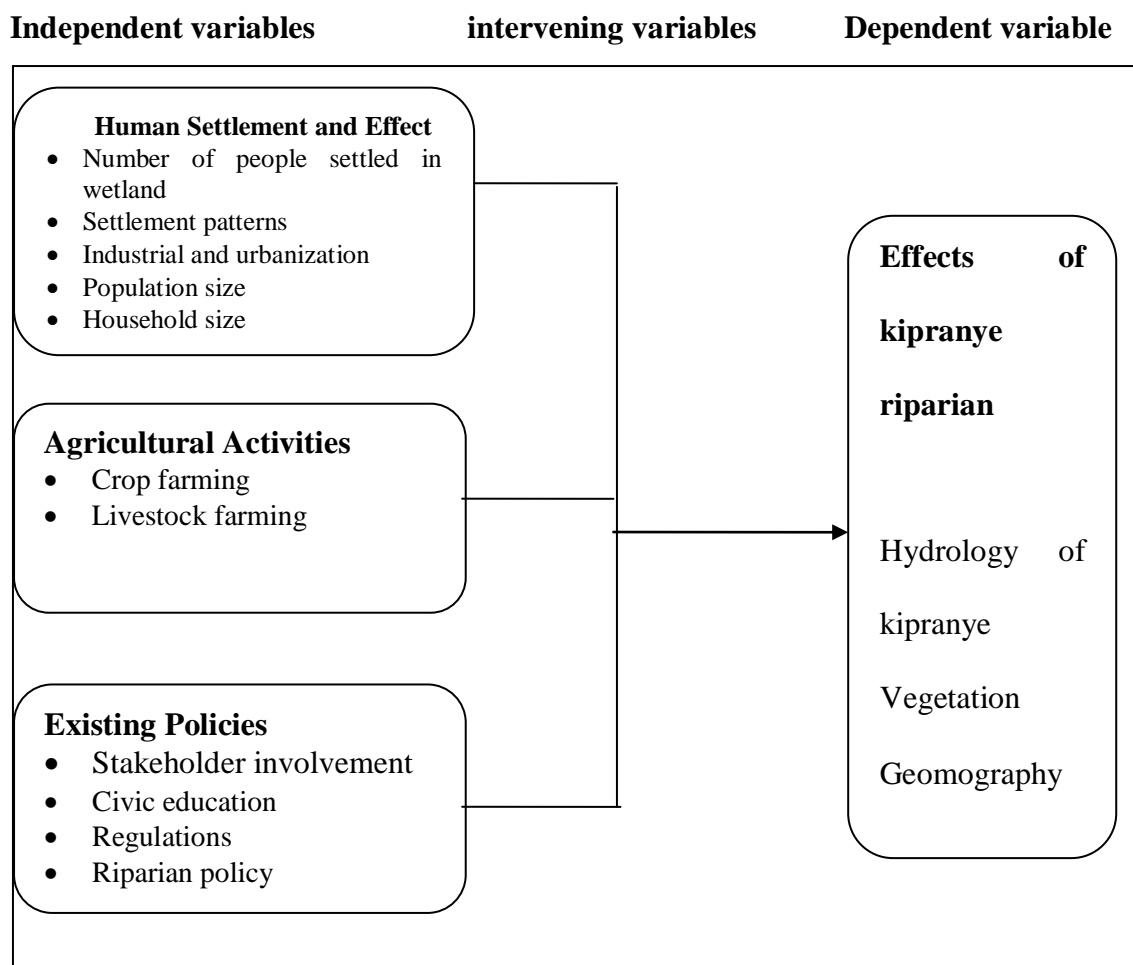 Independent variables intervening variables Dependent variable
Human Settlement and Effect
• Number of people settled in
wetland
• Settlement patterns
• Industrial and urbanization
• Population size
• Household size
Agricultural Activities
• Crop farming
• Livestock farming
Existing Policies
• Stakeholder involvement
• Civic education
• Regulations
• Riparian policy
Effects of
kipranye
riparian
Hydrology of
kipranye
Vegetation
Geomography